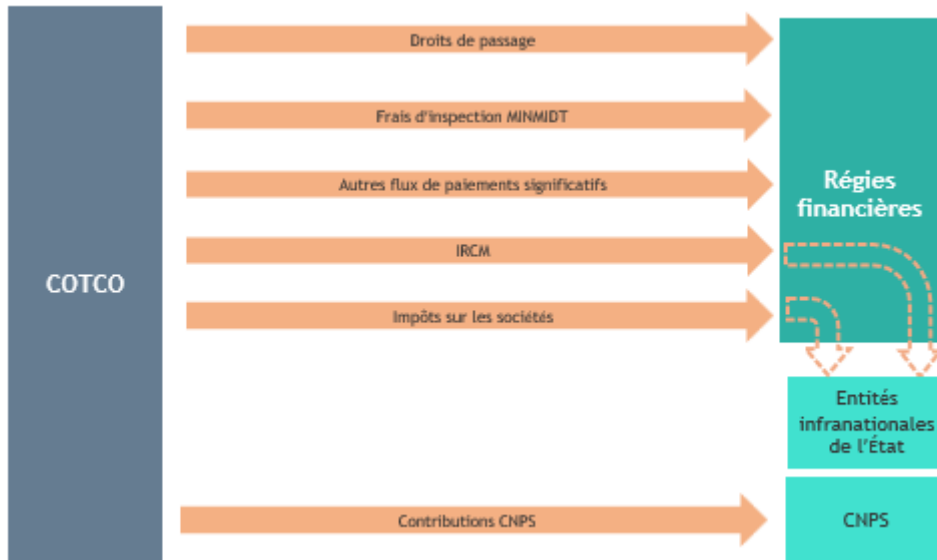 Droits de passage
Frais d'inspection MINMIDT
Autres flux de paiements significatifs
Régies
financières
IRCM
COTCO
Impôts sur les sociétés
Entités
infranationales
de l'État
Contributions CNPS
CNPS